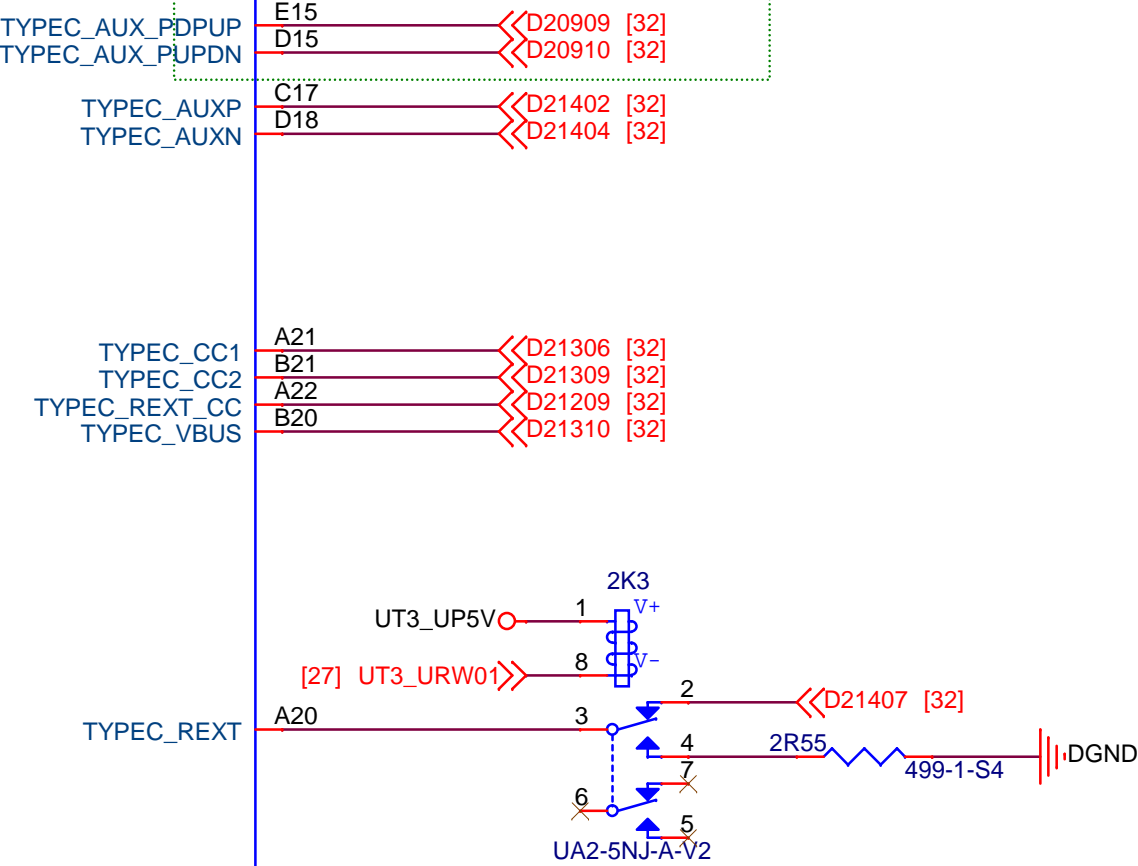 TYPEC_AUX_PDPUP E15 D20909 [32]
TYPEC_AUX_PUPDN D15 D20910 [32]
TYPEC_AUXP C17 D21402 [32]
TYPEC_AUXN D18 D21404 [32]
TYPEC_CC1 A21 D21306 [32]
TYPEC_CC2 B21 D21309 [32]
TYPEC_REXT_CC A22 D21209 [32]
TYPEC_VBUS B20 D21310 [32]
2K3
UT3_UP5V 1 V+
[27] UT3_URW01 8 V-
2 D21407 [32]
TYPEC_REXT A20 3
4 2R55 499-1-S4 DGND
7
6
5
UA2-5NJ-A-V2